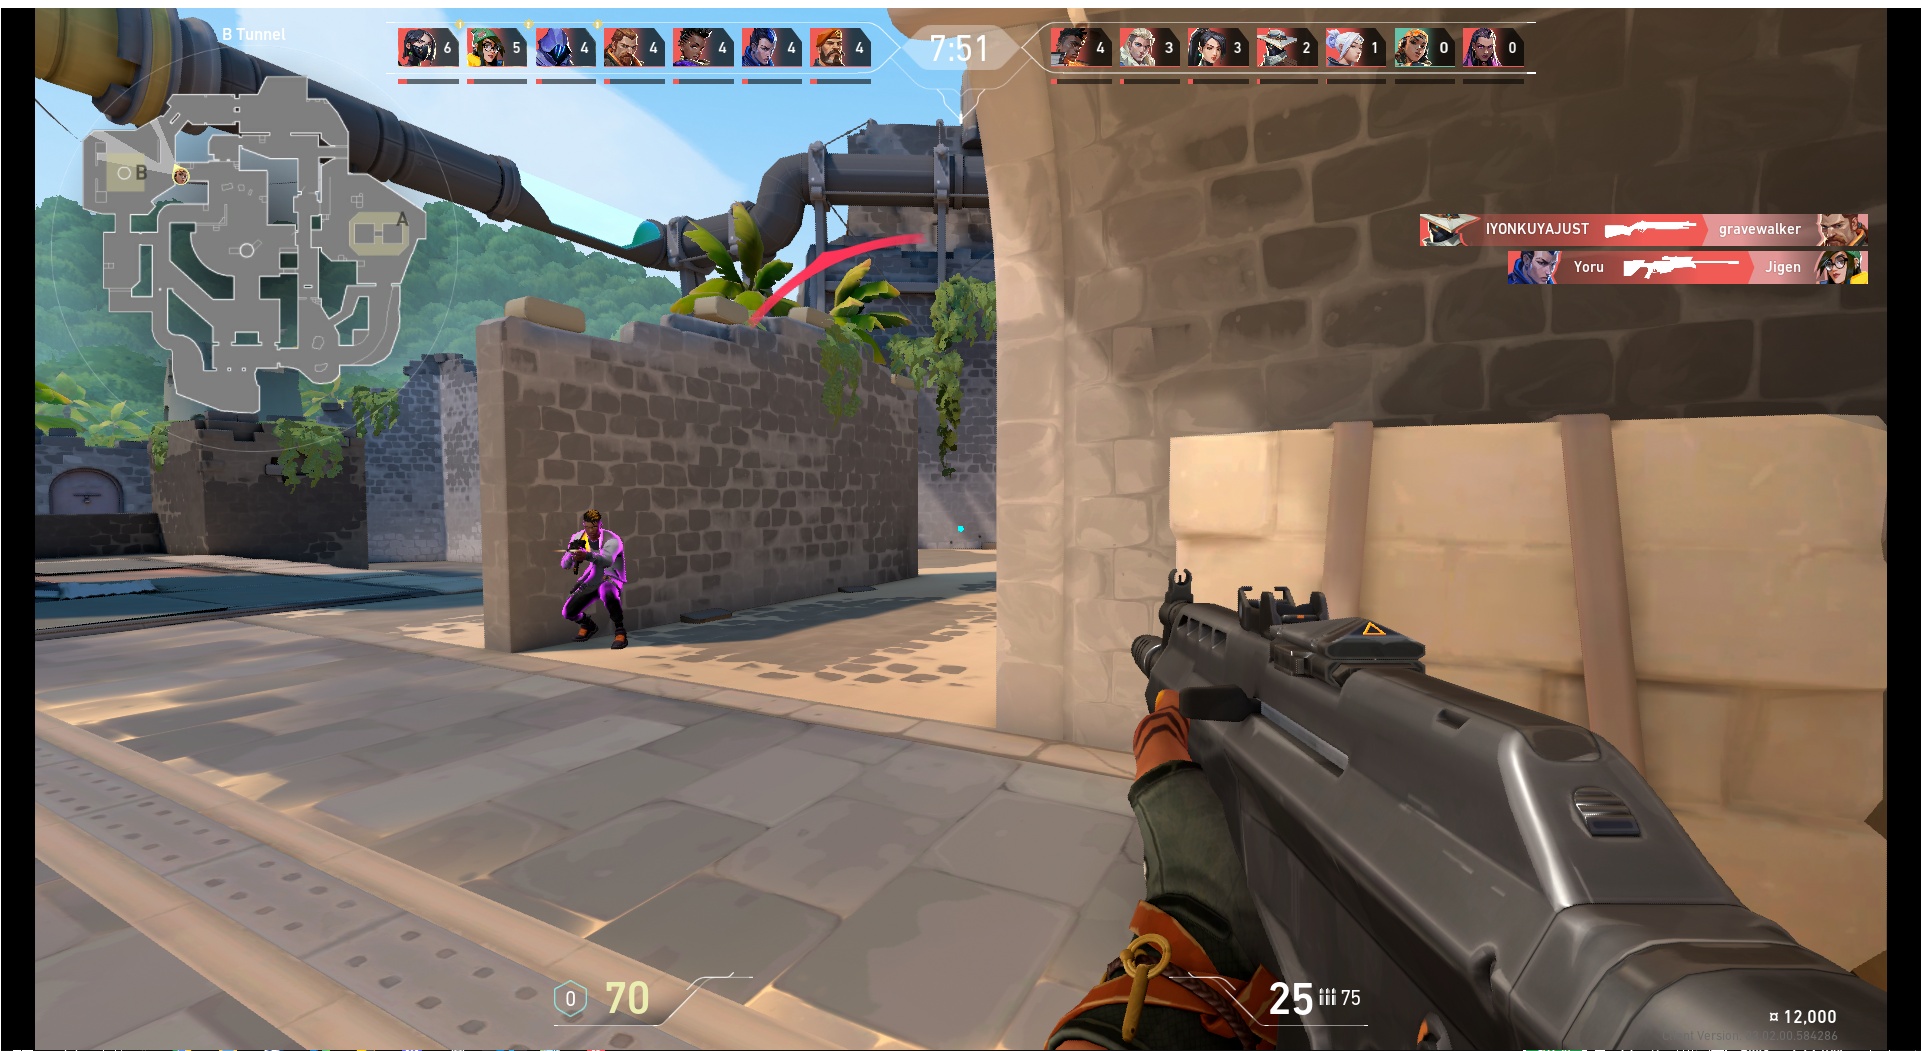 B Tunnel
6 5 4 4 4 4 4 7:51 4 3 3 2 1 0 0
B
A
IYONKUYAJUST gravewalker
Yoru Jigen
0 70
25 75
¤ 12,000